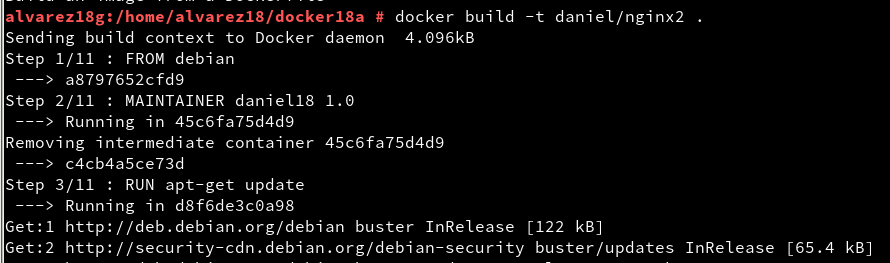 alvarez18g:/home/alvarez18/docker18a # docker build -t daniel/nginx2 .
Sending build context to Docker daemon  4.096kB
Step 1/11 : FROM debian
 ---> a8797652cfd9
Step 2/11 : MAINTAINER daniel18 1.0
 ---> Running in 45c6fa75d4d9
Removing intermediate container 45c6fa75d4d9
 ---> c4cb4a5ce73d
Step 3/11 : RUN apt-get update
 ---> Running in d8f6de3c0a98
Get:1 http://deb.debian.org/debian buster InRelease [122 kB]
Get:2 http://security-cdn.debian.org/debian-security buster/updates InRelease [65.4 kB]